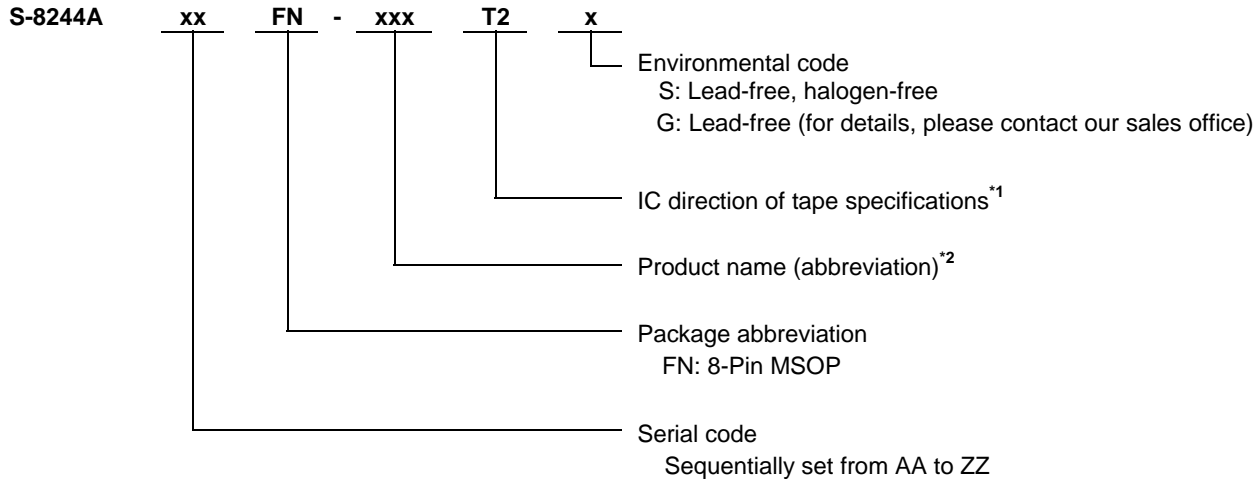 S-8244A xx FN - xxx T2 x
Environmental code
S: Lead-free, halogen-free
G: Lead-free (for details, please contact our sales office)
IC direction of tape specifications*1
Product name (abbreviation)*2
Package abbreviation
FN: 8-Pin MSOP
Serial code
Sequentially set from AA to ZZ